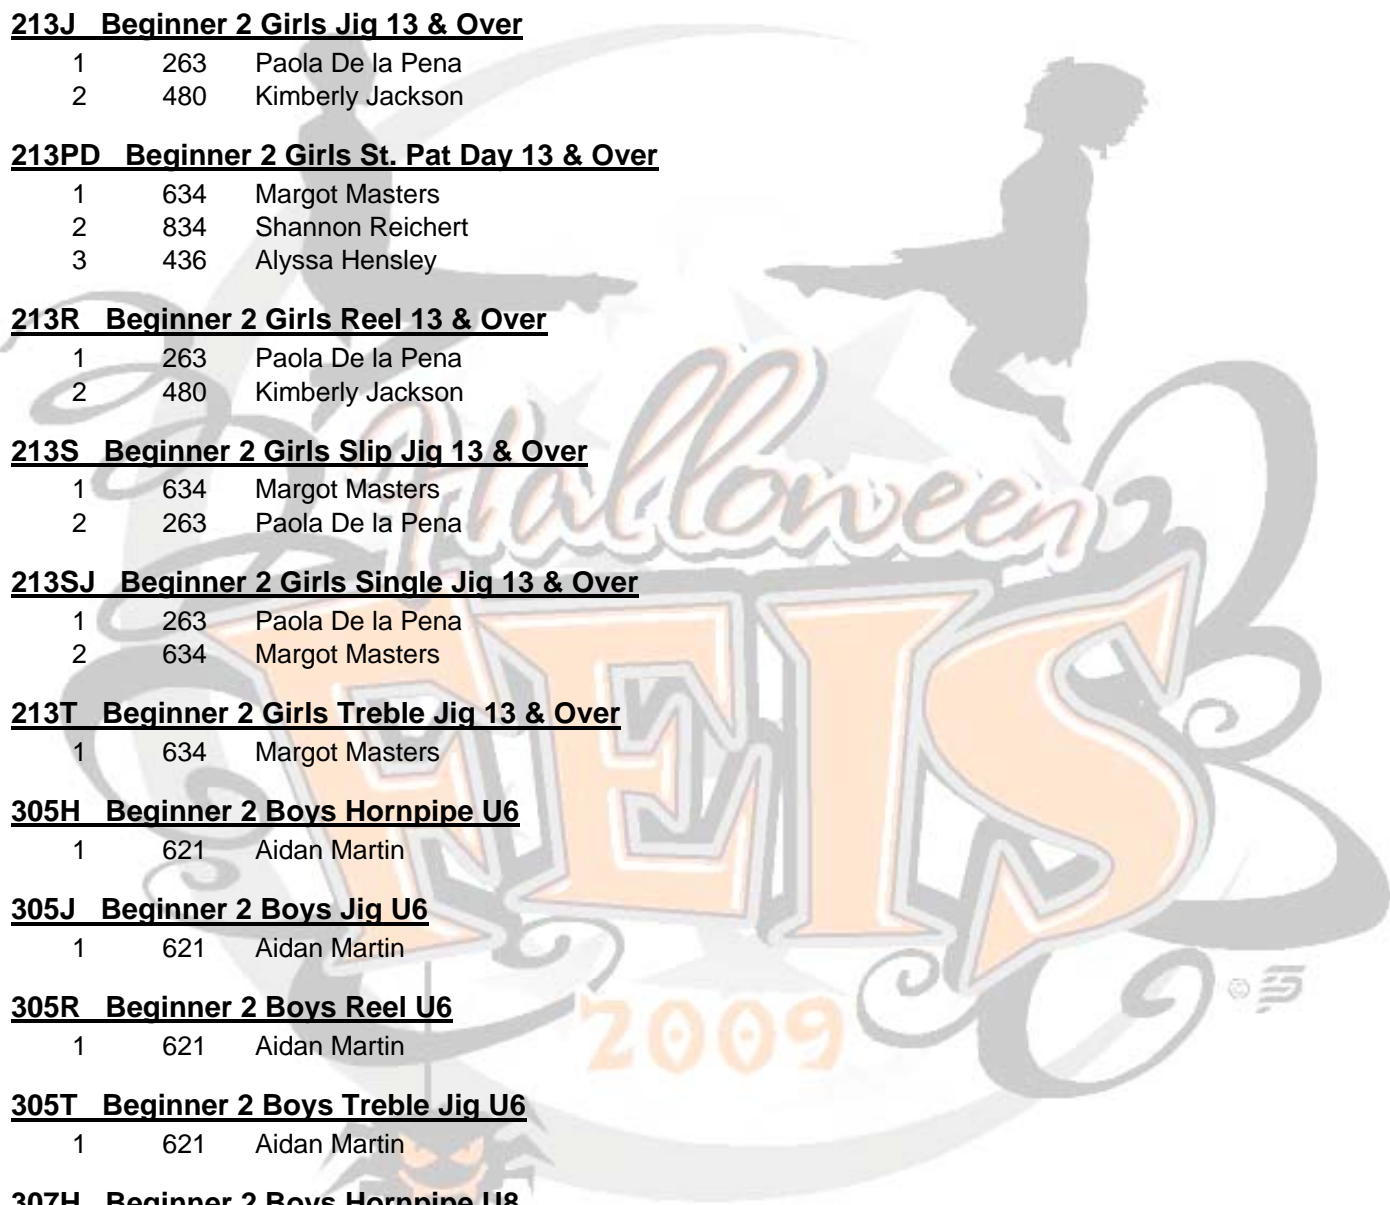 213J Beginner 2 Girls Jig 13 & Over
1 263 Paola De la Pena
2 480 Kimberly Jackson
213PD Beginner 2 Girls St. Pat Day 13 & Over
1 634 Margot Masters
2 834 Shannon Reichert
3 436 Alyssa Hensley
213R Beginner 2 Girls Reel 13 & Over
1 263 Paola De la Pena
2 480 Kimberly Jackson
213S Beginner 2 Girls Slip Jig 13 & Over
1 634 Margot Masters
2 263 Paola De la Pena
213SJ Beginner 2 Girls Single Jig 13 & Over
1 263 Paola De la Pena
2 634 Margot Masters
213T Beginner 2 Girls Treble Jig 13 & Over
1 634 Margot Masters
305H Beginner 2 Boys Hornpipe U6
1 621 Aidan Martin
305J Beginner 2 Boys Jig U6
1 621 Aidan Martin
305R Beginner 2 Boys Reel U6
1 621 Aidan Martin
305T Beginner 2 Boys Treble Jig U6
1 621 Aidan Martin
307H Beginner 2 Boys Hornpipe U8
Halloween
FEIS
2009
©